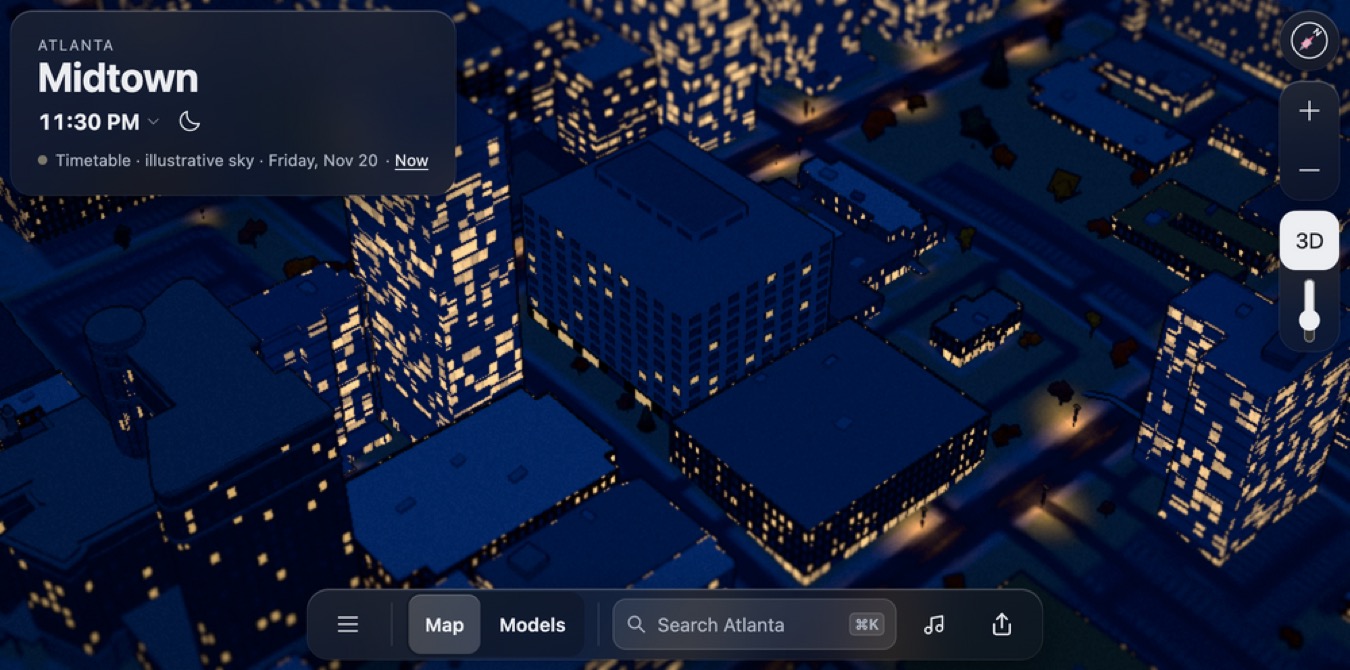 ATLANTA
Midtown
11:30 PM
Timetable · illustrative sky · Friday, Nov 20 · Now
N
+
−
3D
Map
Models
Search Atlanta
⌘K